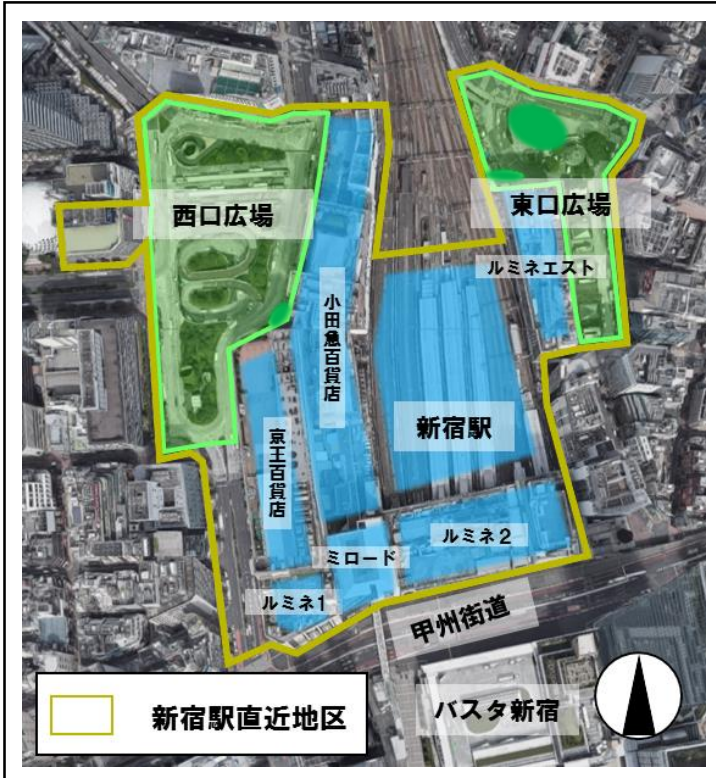 西口広場
東口広場
ルミネエスト
小田急百貨店
新宿駅
京王百貨店
ルミネ2
ミロード
ルミネ1
甲州街道
バスタ新宿
新宿駅直近地区